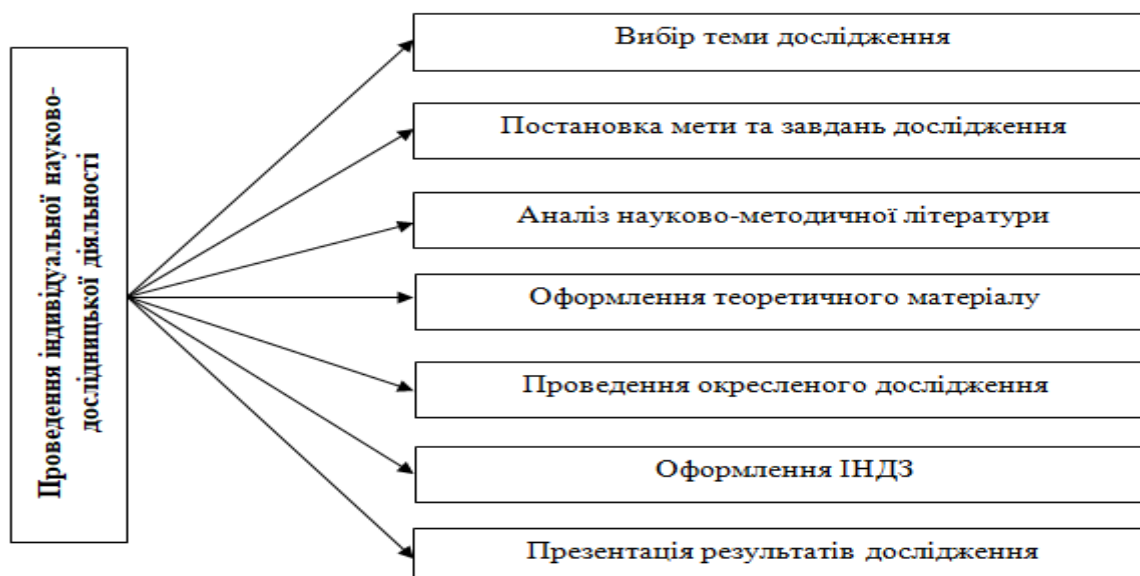 Проведення індивідуальної науково-
дослідницької діяльності
Вибір теми дослідження
Постановка мети та завдань дослідження
Аналіз науково-методичної літератури
Оформлення теоретичного матеріалу
Проведення окресленого дослідження
Оформлення ІНДЗ
Презентація результатів дослідження